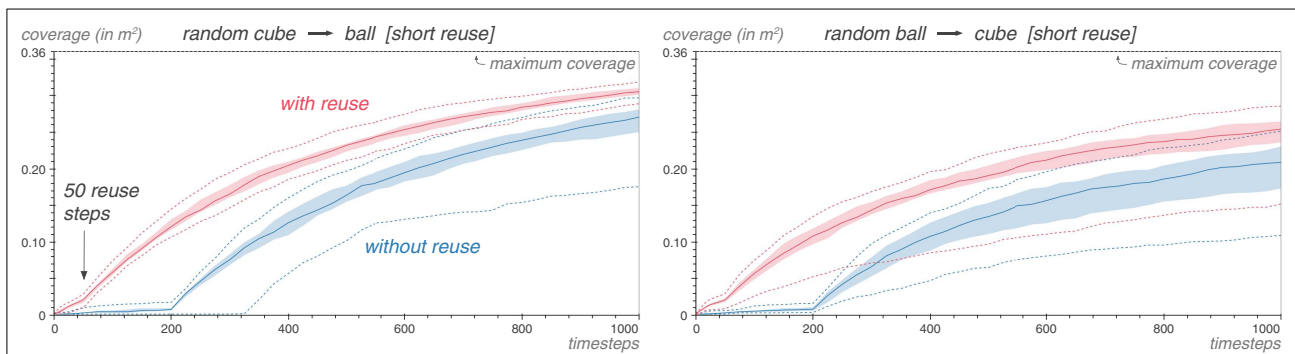 coverage (in m²) random cube → ball [short reuse]
0.36
maximum coverage
with reuse
0.20
50 reuse
steps
0.10
without reuse
0
0 200 400 600 800 1000
timesteps
coverage (in m²) random ball → cube [short reuse]
0.36
maximum coverage
0.20
0.10
0
0 200 400 600 800 1000
timesteps